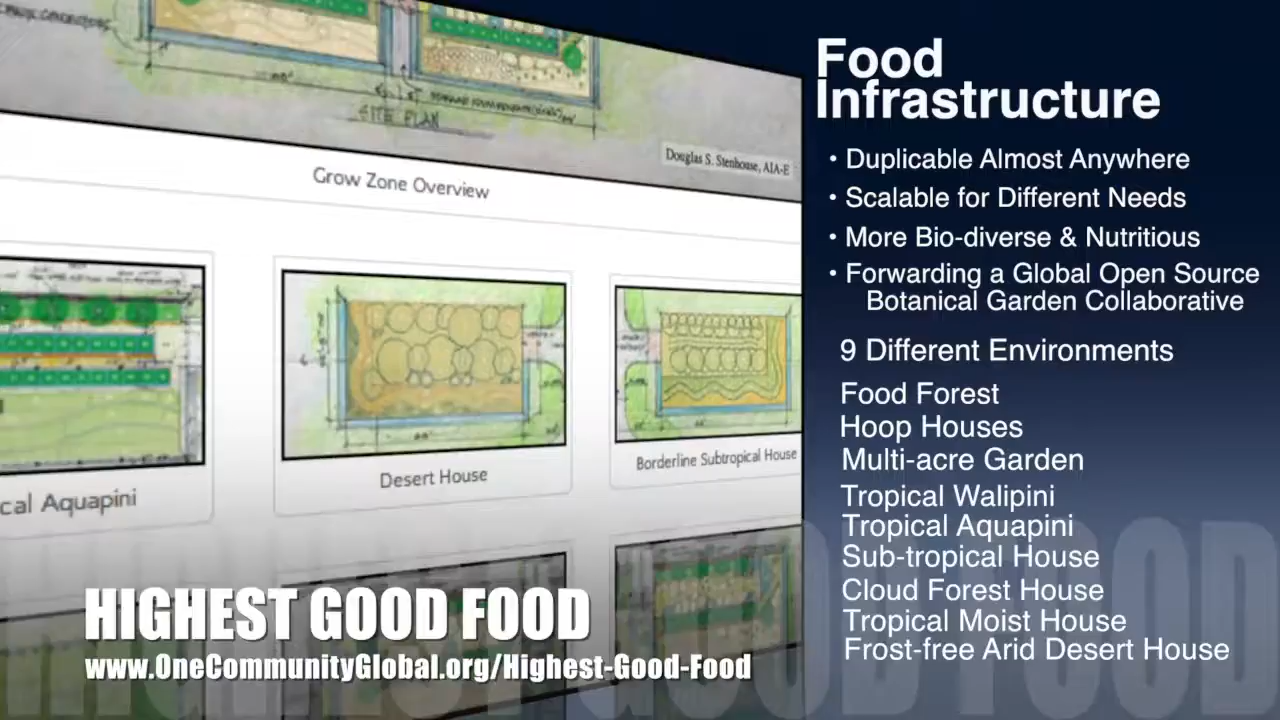 SITE PLAN
Douglas S. Stenhouse, AIA-E
Grow Zone Overview
cal Aquapini
Desert House
Borderline Subtropical House
HIGHEST GOOD FOOD
www.OneCommunityGlobal.org/Highest-Good-Food
Food
Infrastructure
• Duplicable Almost Anywhere
• Scalable for Different Needs
• More Bio-diverse & Nutritious
• Forwarding a Global Open Source
Botanical Garden Collaborative
9 Different Environments
Food Forest
Hoop Houses
Multi-acre Garden
Tropical Walipini
Tropical Aquapini
Sub-tropical House
Cloud Forest House
Tropical Moist House
Frost-free Arid Desert House
HIGHEST GOOD FOOD